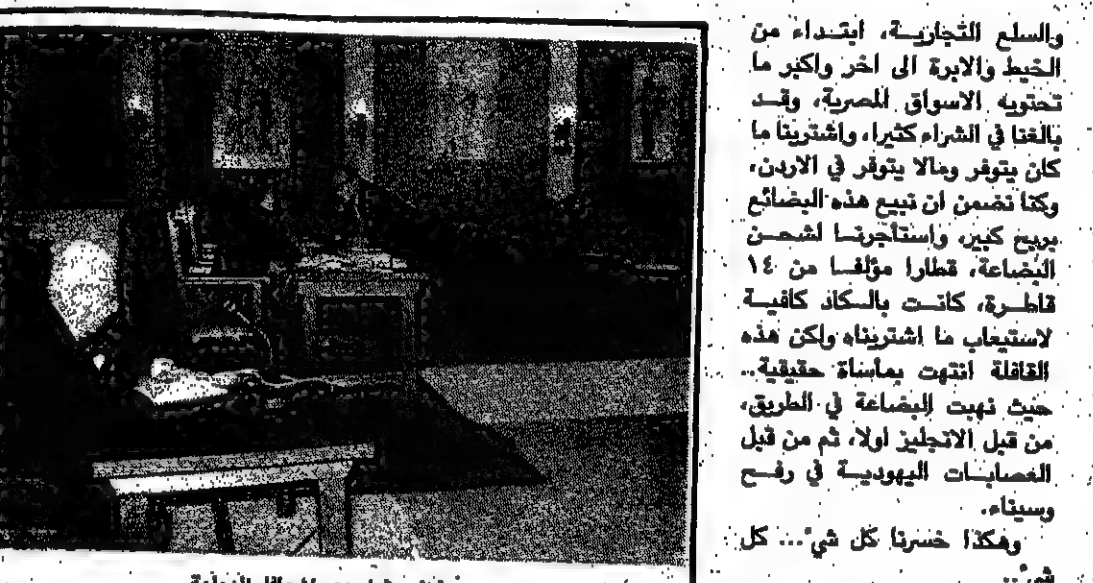 والسلع التجارية، ابتداء من
الخيط والابرة الى اخر واكبر ما
تحتويه الاسواق المصرية، وقد
بالغنا في الشراء كثيرا، واشترينا ما
كان يتوفر ومالا يتوفر في الاردن،
وكنا نضمن ان نبيع هذه البضائع
بربح كبير، واستأجرنا لشحن
البضاعة، قطارا مؤلفا من ١٤
قاطرة، كانت بالكاد كافية
لاستيعاب ما اشتريناه ولكن هذه
القافلة انتهت بمأساة حقيقية..
حيث نهبت البضاعة في الطريق،
من قبل الانجليز اولا، ثم من قبل
العصابات اليهودية في رفح
وسيناء.
وهكذا خسرنا كل شيء... كل
شيء..